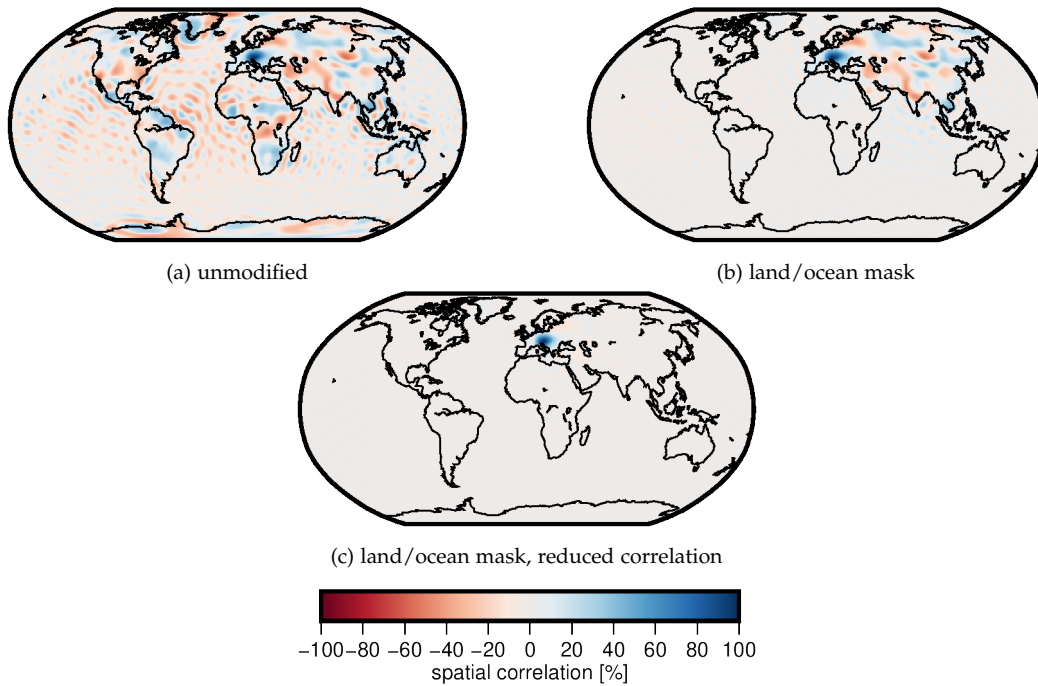 (a) unmodified
(b) land/ocean mask
(c) land/ocean mask, reduced correlation
−100 −80 −60 −40 −20 0 20 40 60 80 100
spatial correlation [%]